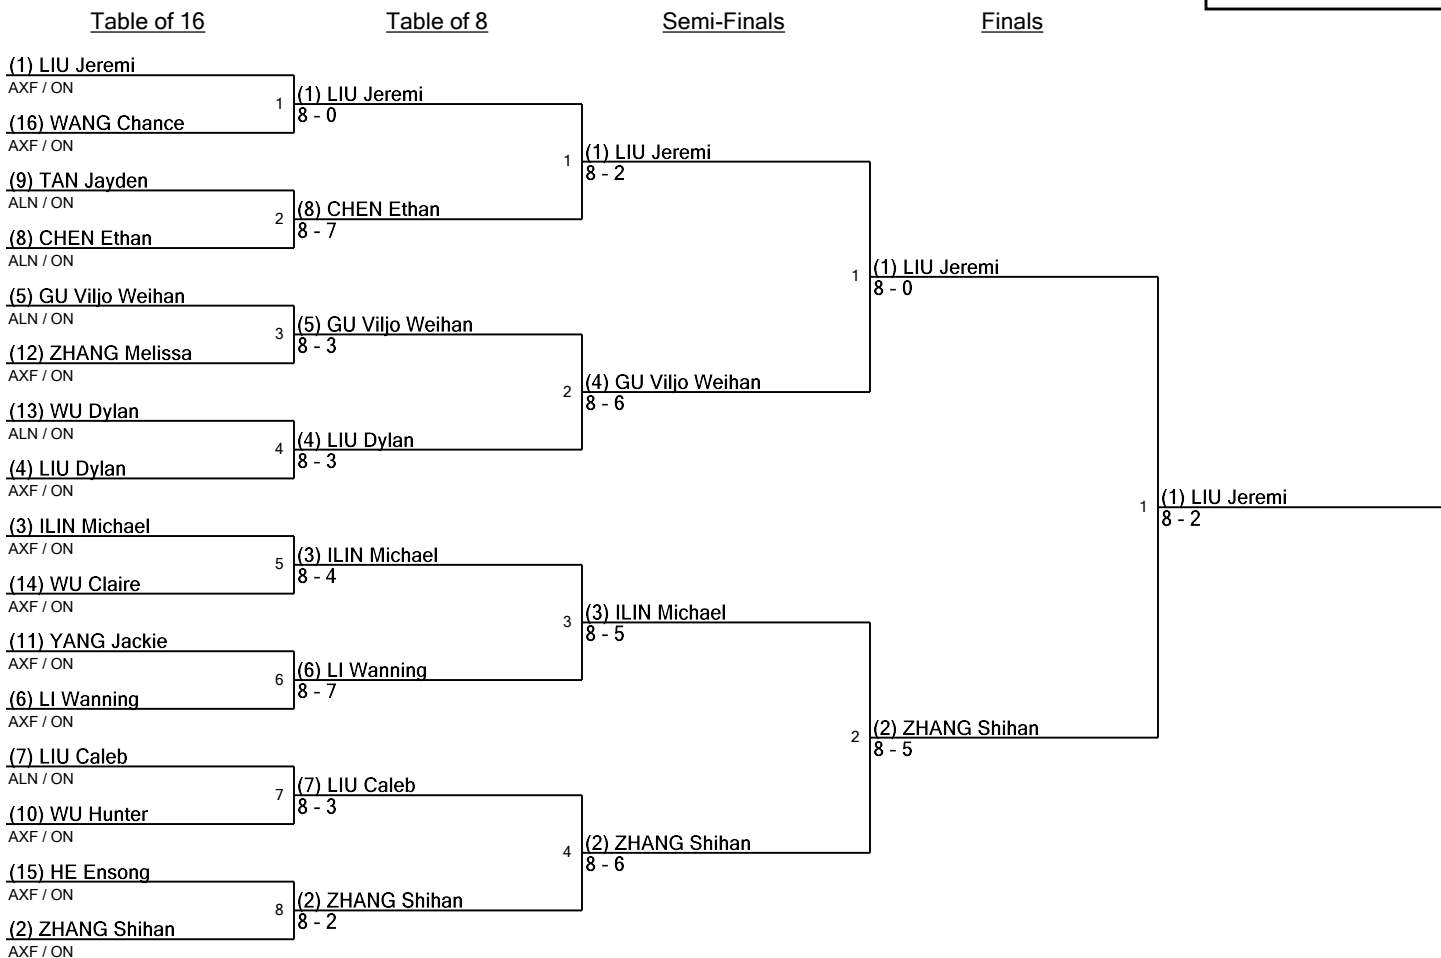 Table of 16
Table of 8
Semi-Finals
Finals
(1) LIU Jeremi
AXF / ON
(16) WANG Chance
AXF / ON
(9) TAN Jayden
ALN / ON
(8) CHEN Ethan
ALN / ON
(5) GU Viljo Weihan
ALN / ON
(12) ZHANG Melissa
AXF / ON
(13) WU Dylan
ALN / ON
(4) LIU Dylan
AXF / ON
(3) ILIN Michael
AXF / ON
(14) WU Claire
AXF / ON
(11) YANG Jackie
AXF / ON
(6) LI Wanning
AXF / ON
(7) LIU Caleb
ALN / ON
(10) WU Hunter
AXF / ON
(15) HE Ensong
AXF / ON
(2) ZHANG Shihan
AXF / ON
1
(1) LIU Jeremi
8 - 0
2
(8) CHEN Ethan
8 - 7
3
(5) GU Viljo Weihan
8 - 3
4
(4) LIU Dylan
8 - 3
5
(3) ILIN Michael
8 - 4
6
(6) LI Wanning
8 - 7
7
(7) LIU Caleb
8 - 3
8
(2) ZHANG Shihan
8 - 2
1
(1) LIU Jeremi
8 - 2
2
(4) GU Viljo Weihan
8 - 6
3
(3) ILIN Michael
8 - 5
4
(2) ZHANG Shihan
8 - 6
1
(1) LIU Jeremi
8 - 0
2
(2) ZHANG Shihan
8 - 5
1
(1) LIU Jeremi
8 - 2